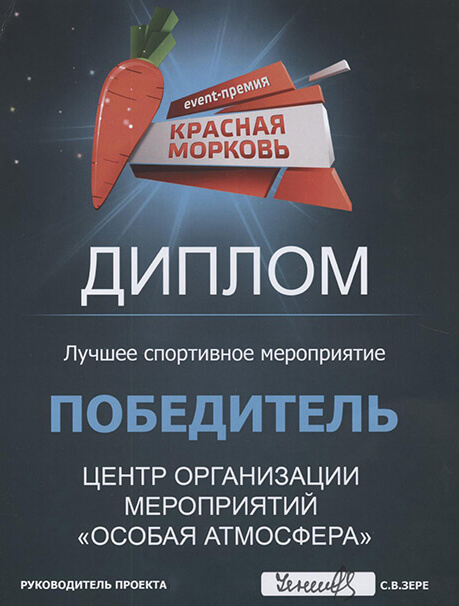 event-премия
КРАСНАЯ
МОРКОВЬ
ДИПЛОМ
Лучшее спортивное мероприятие
ПОБЕДИТЕЛЬ
ЦЕНТР ОРГАНИЗАЦИИ
МЕРОПРИЯТИЙ
«ОСОБАЯ АТМОСФЕРА»
РУКОВОДИТЕЛЬ ПРОЕКТА С.В.ЗЕРЕ